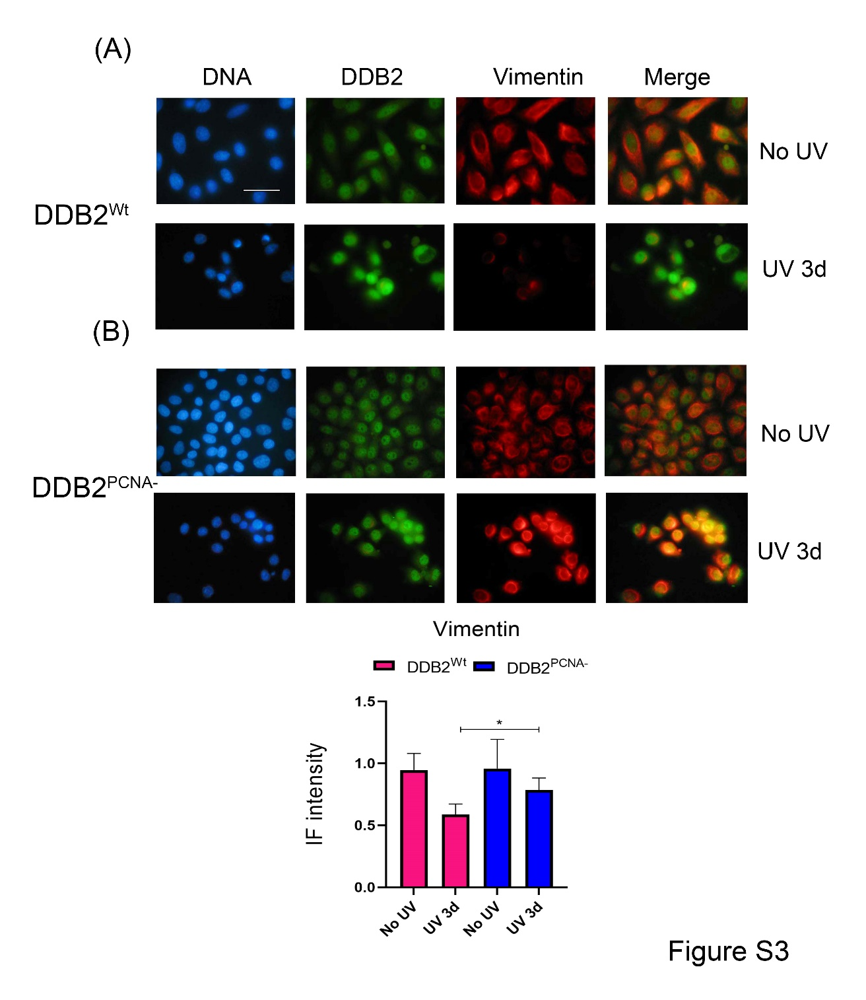 (A)
DNA DDB2 Vimentin Merge
No UV
DDB2Wt
UV 3d
(B)
No UV
DDB2PCNA-
UV 3d
Vimentin
DDB2Wt DDB2PCNA-
1.5
*
1.0
IF intensity
0.5
0.0
No UV UV 3d No UV UV 3d
Figure S3